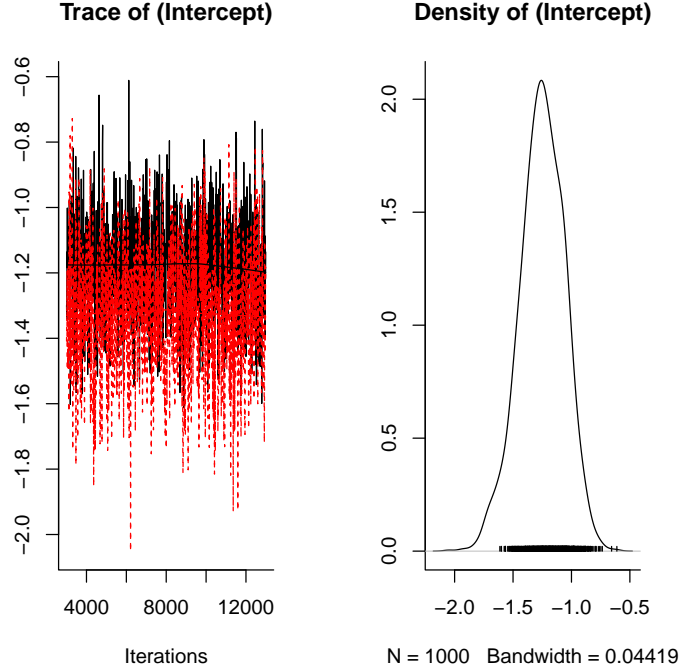 Trace of (Intercept)
−0.6
−0.8
−1.0
−1.2
−1.4
−1.6
−1.8
−2.0
4000 8000 12000
Iterations
Density of (Intercept)
2.0
1.5
1.0
0.5
0.0
−2.0 −1.5 −1.0 −0.5
N = 1000 Bandwidth = 0.04419